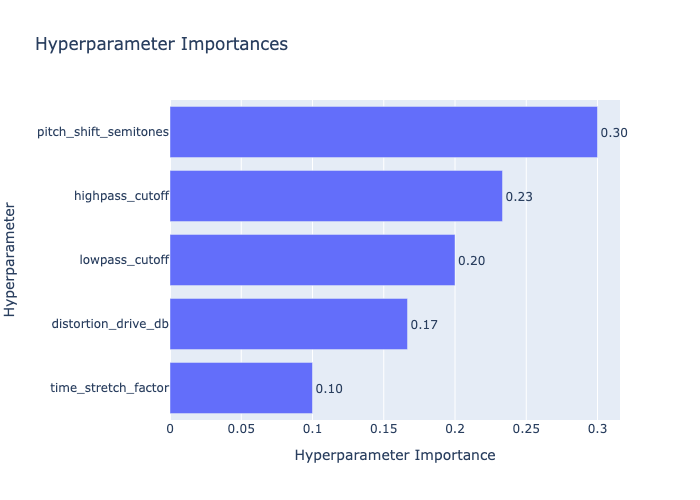 Hyperparameter Importances
Hyperparameter
pitch_shift_semitones
0.30
highpass_cutoff
0.23
lowpass_cutoff
0.20
distortion_drive_db
0.17
time_stretch_factor
0.10
0 0.05 0.1 0.15 0.2 0.25 0.3
Hyperparameter Importance